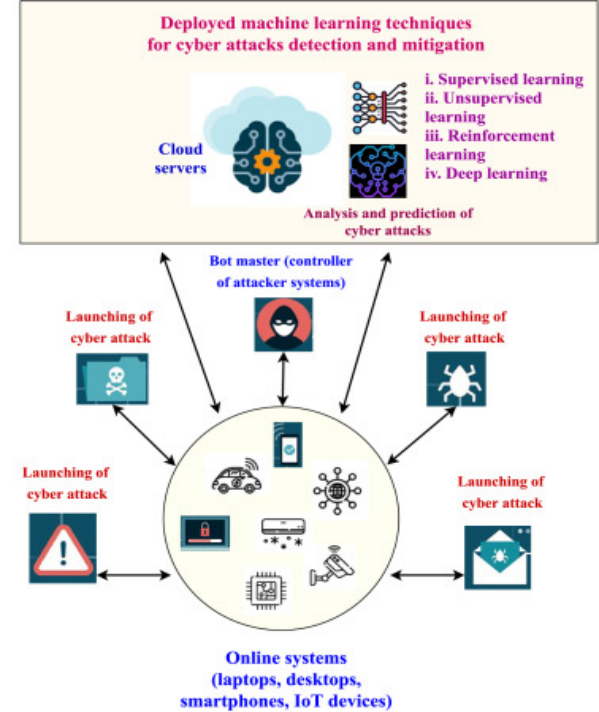 Deployed machine learning techniques
for cyber attacks detection and mitigation
Cloud
servers
i. Supervised learning
ii. Unsupervised
learning
iii. Reinforcement
learning
iv. Deep learning
Analysis and prediction of
cyber attacks
Bot master (controller
of attacker systems)
Launching of
cyber attack
Launching of
cyber attack
Launching of
cyber attack
Launching of
cyber attack
Online systems
(laptops, desktops,
smartphones, IoT devices)